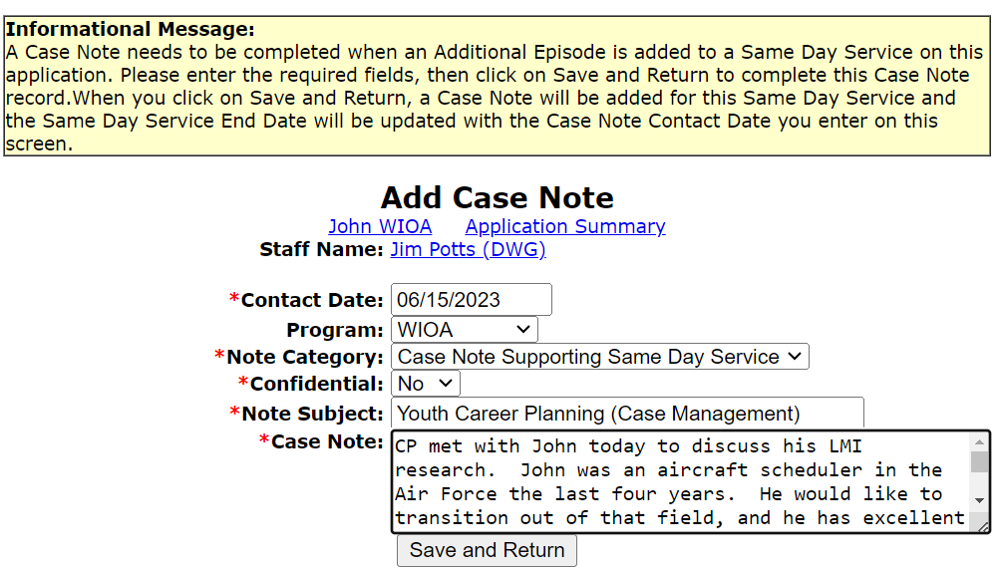 Informational Message:
A Case Note needs to be completed when an Additional Episode is added to a Same Day Service on this
application. Please enter the required fields, then click on Save and Return to complete this Case Note
record.When you click on Save and Return, a Case Note will be added for this Same Day Service and
the Same Day Service End Date will be updated with the Case Note Contact Date you enter on this
screen.
Add Case Note
John WIOA Application Summary
Staff Name: Jim Potts (DWG)
*Contact Date: 06/15/2023
Program: WIOA
*Note Category: Case Note Supporting Same Day Service
*Confidential: No
*Note Subject: Youth Career Planning (Case Management)
*Case Note: CP met with John today to discuss his LMI
research.  John was an aircraft scheduler in the
Air Force the last four years.  He would like to
transition out of that field, and he has excellent
Save and Return